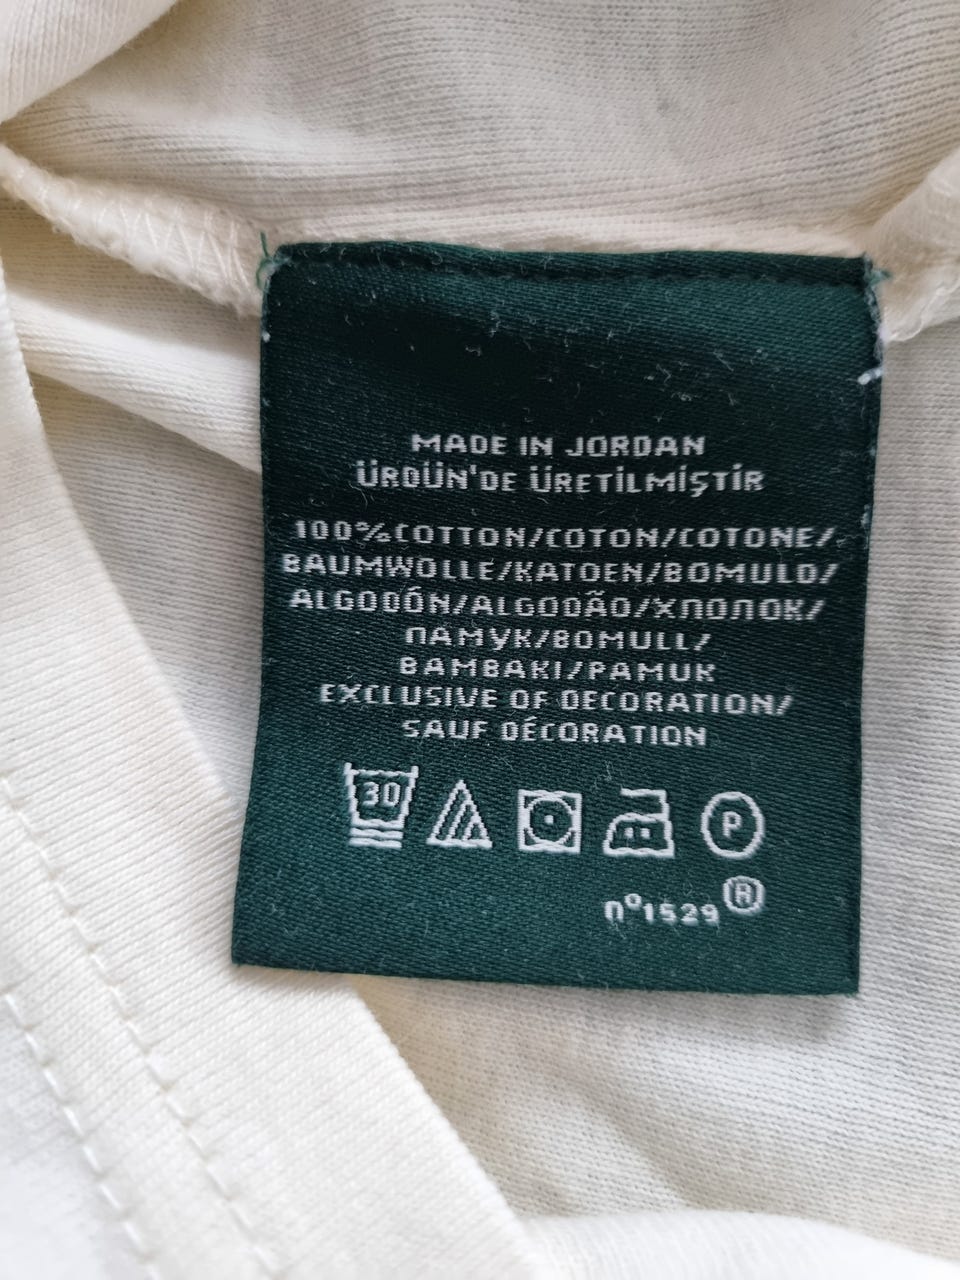 MADE IN JORDAN
ÜRDÜN'DE ÜRETİLMİŞTİR
100%COTTON/COTON/COTONE/
BAUMWOLLE/KATOEN/BOMULD/
ALGODÓN/ALGODÃO/ХЛОПОК/
ПАМУК/BOMULL/
BAMBAKI/PAMUK
EXCLUSIVE OF DECORATION/
SAUF DÉCORATION
30
P
nº1529®